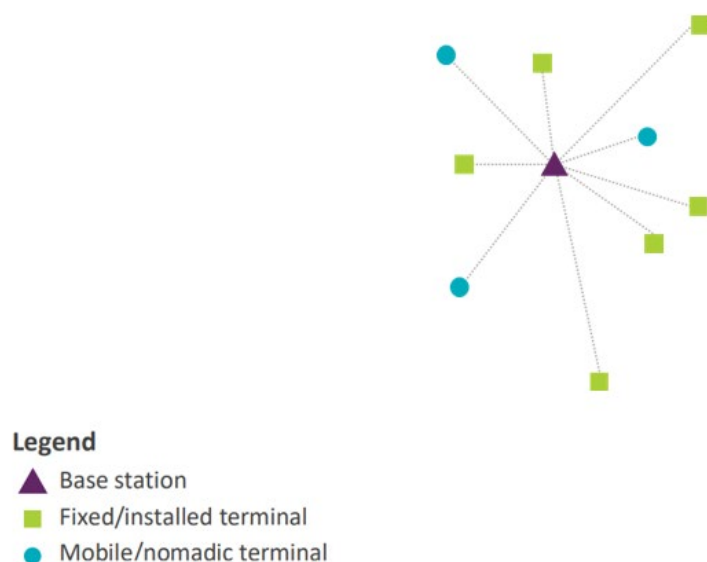 Legend
Base station
Fixed/installed terminal
Mobile/nomadic terminal